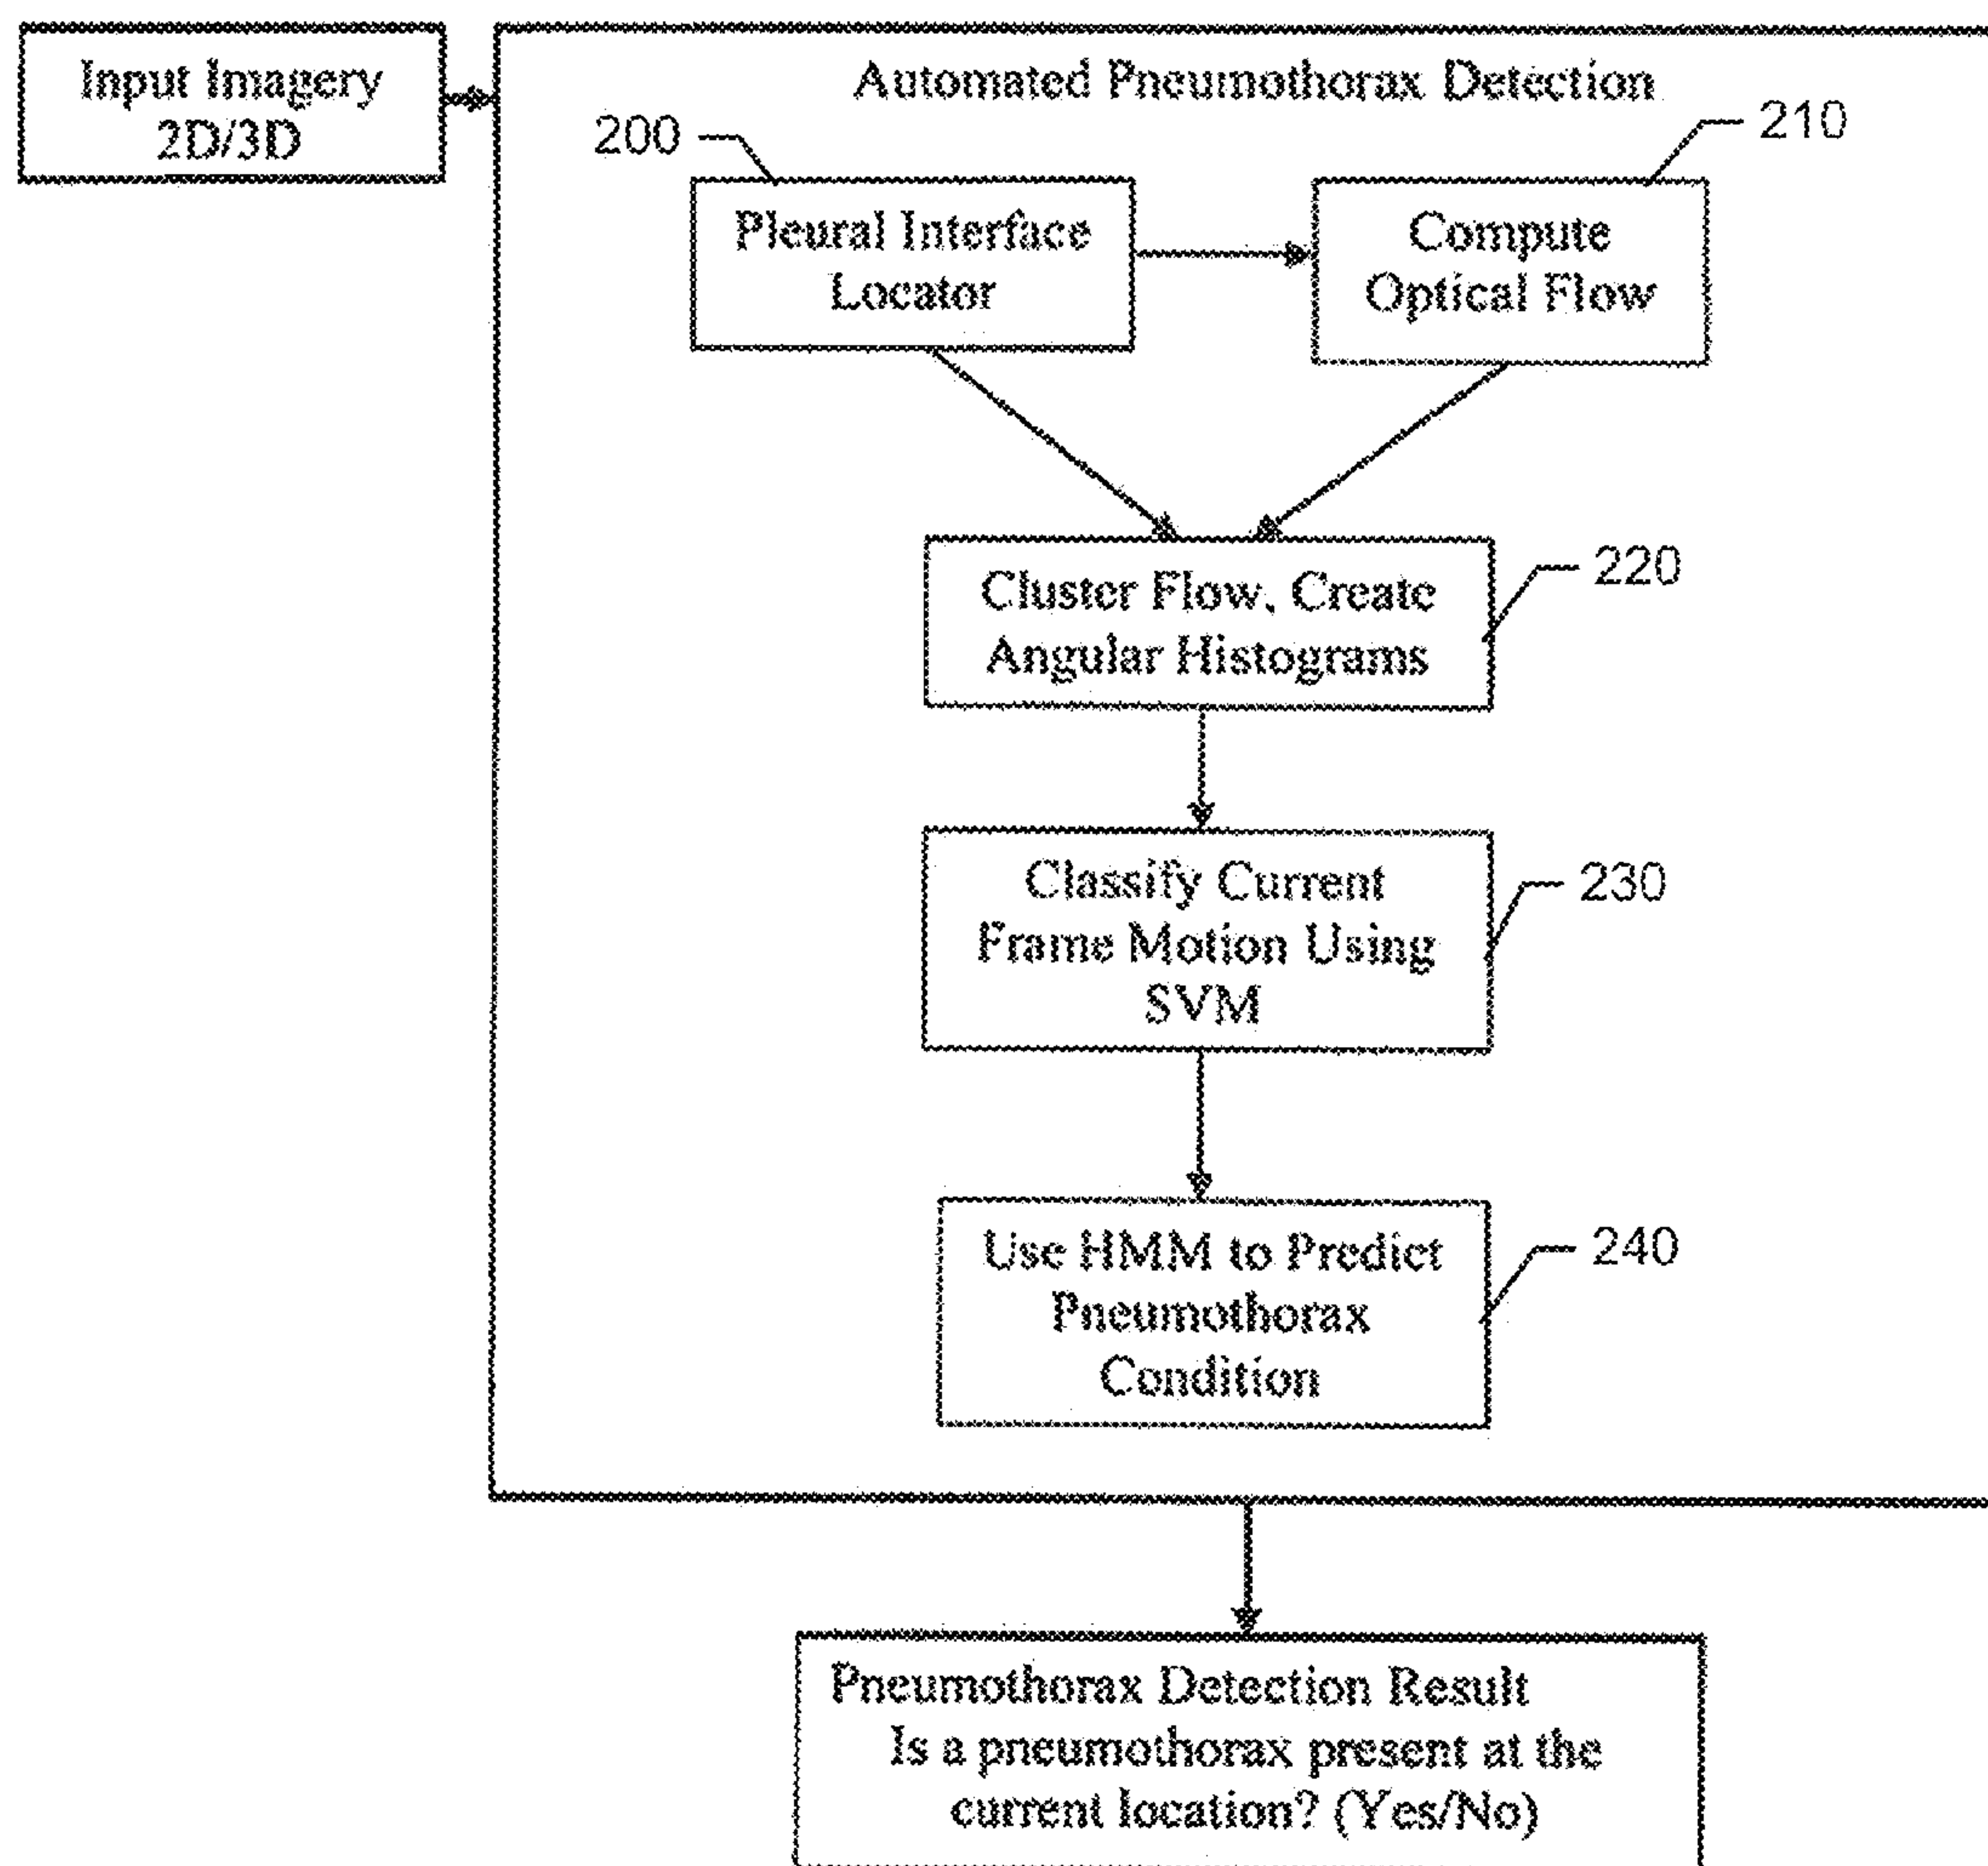 Input Imagery
2D/3D
Automated Pneumothorax Detection
200
210
Pleural Interface
Locator
Compute
Optical Flow
Cluster Flow, Create
Angular Histograms
220
Classify Current
Frame Motion Using
SVM
230
Use HMM to Predict
Pneumothorax
Condition
240
Pneumothorax Detection Result
Is a pneumothorax present at the
current location? (Yes/No)